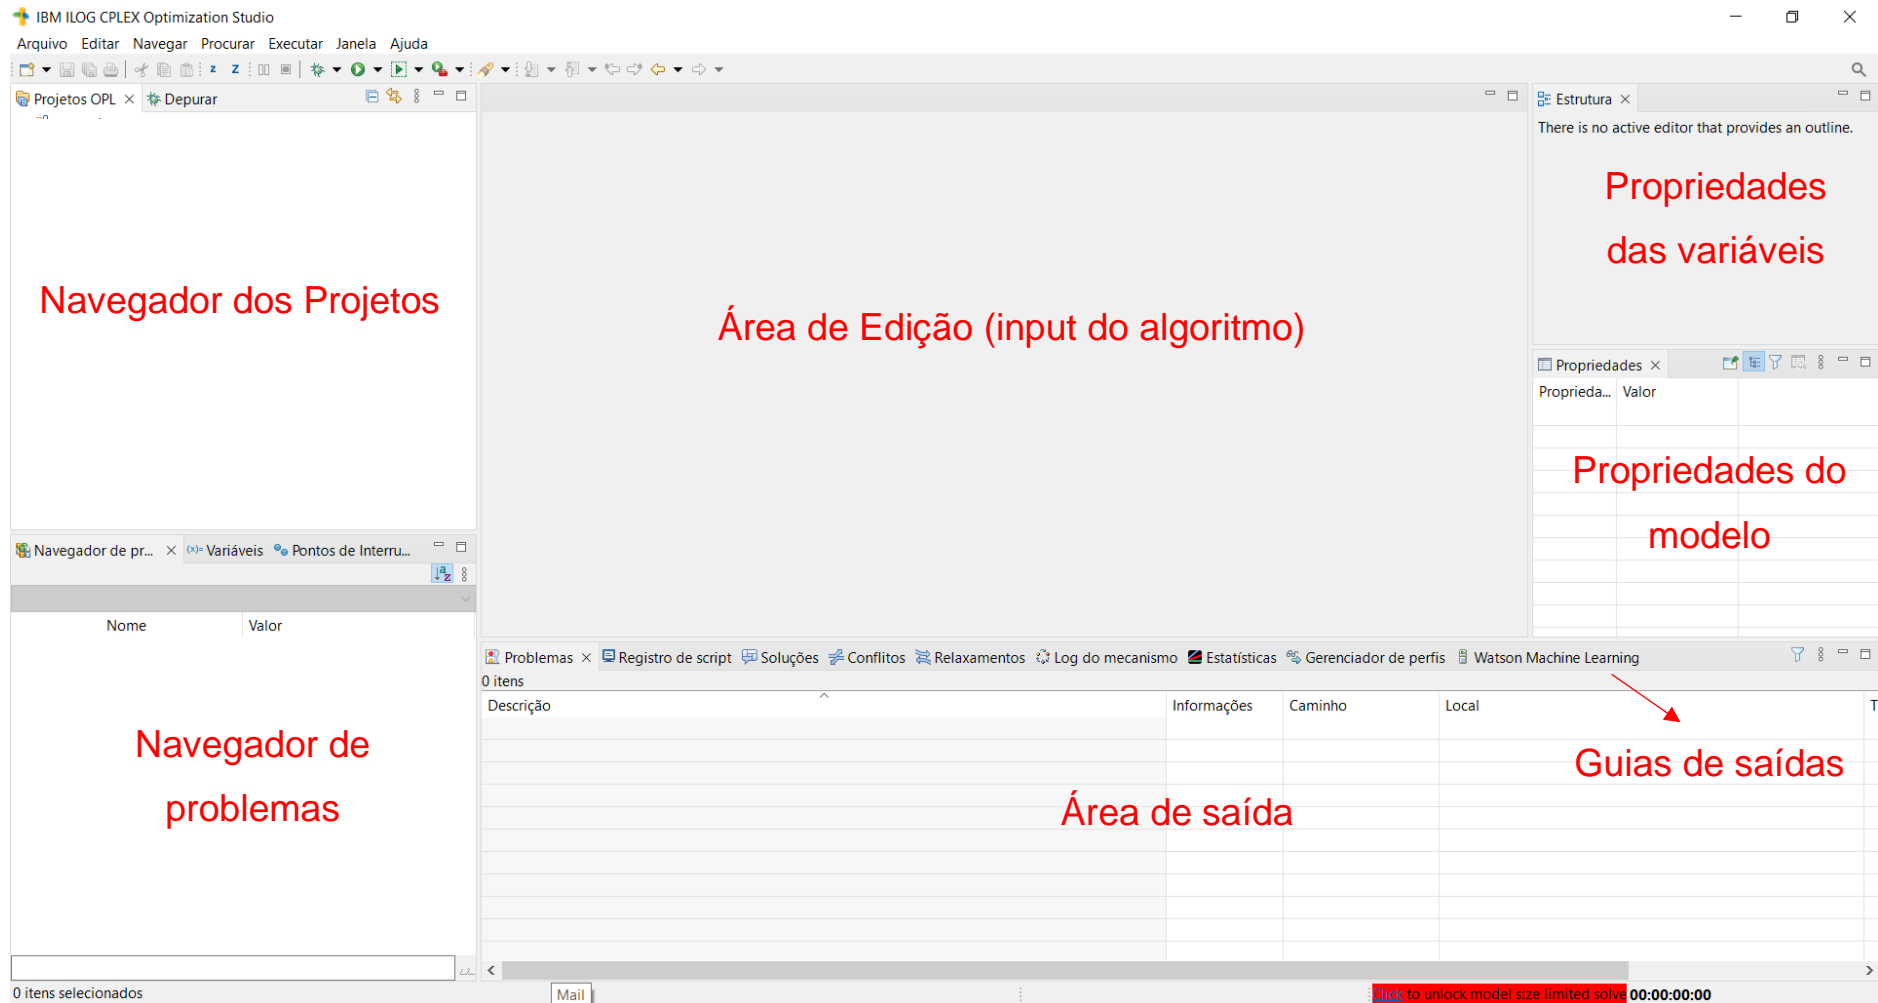 IBM ILOG CPLEX Optimization Studio
Arquivo Editar Navegar Procurar Executar Janela Ajuda
Projetos OPL Depurar
Estrutura
There is no active editor that provides an outline.
Propriedades
das variáveis
Navegador dos Projetos
Área de Edição (input do algoritmo)
Propriedades
Proprieda... Valor
Propriedades do
modelo
Navegador de pr... (x)= Variáveis Pontos de Interru...
Nome Valor
Problemas Registro de script Soluções Conflitos Relaxamentos Log do mecanismo Estatísticas Gerenciador de perfis Watson Machine Learning
0 itens
Descrição Informações Caminho Local T
Navegador de
problemas
Guias de saídas
Área de saída
0 itens selecionados
Mail
Click to unlock model size limited solve 00:00:00:00